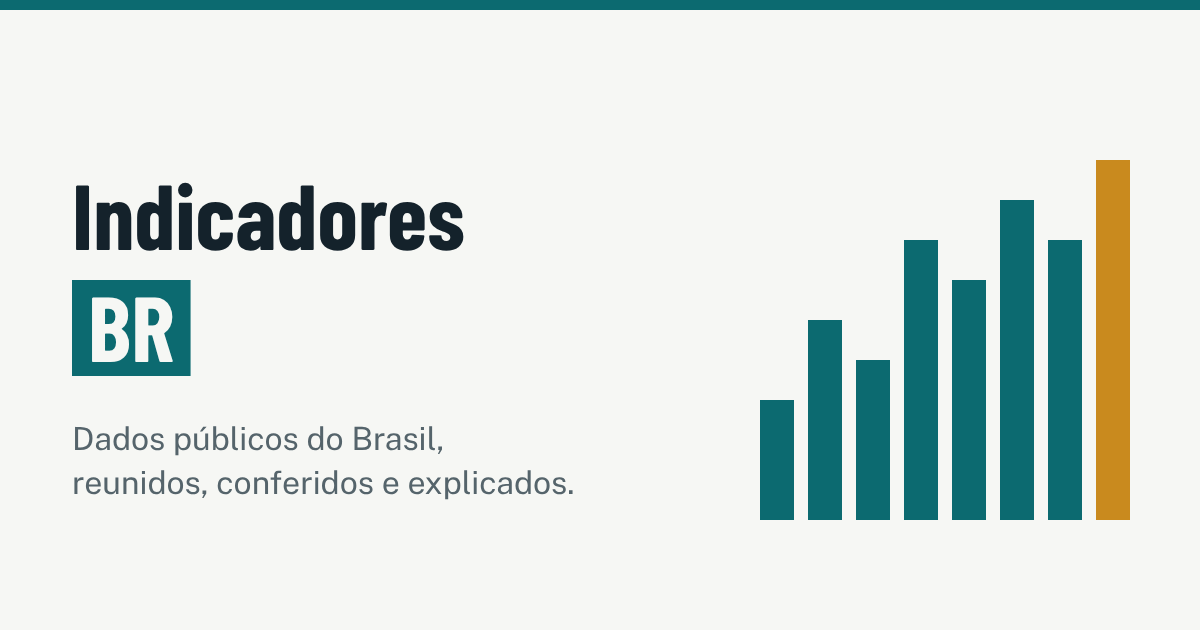 Indicadores
BR
Dados públicos do Brasil,
reunidos, conferidos e explicados.